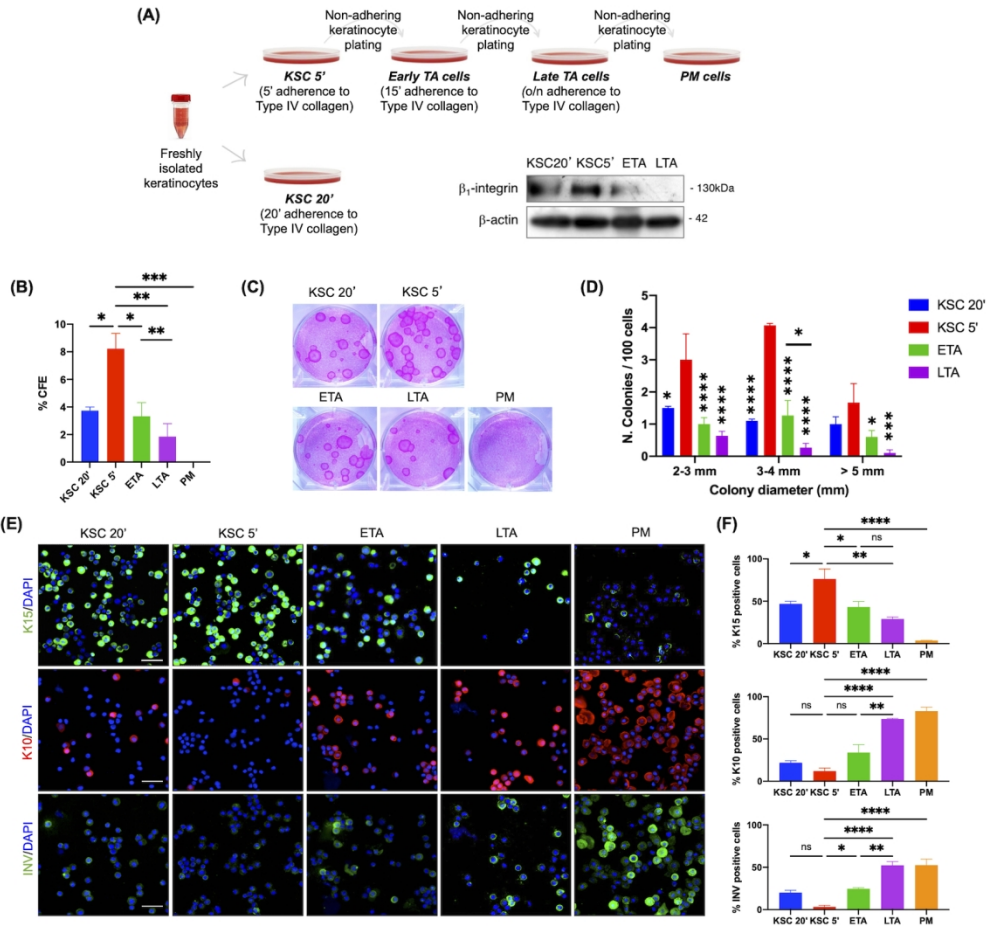 (A)
Non-adhering
keratinocyte
plating
Non-adhering
keratinocyte
plating
Non-adhering
keratinocyte
plating
KSC 5'
(5' adherence to
Type IV collagen)
Early TA cells
(15' adherence to
Type IV collagen)
Late TA cells
(o/n adherence to
Type IV collagen)
PM cells
Freshly
isolated
keratinocytes
KSC 20'
(20' adherence to
Type IV collagen)
KSC20' KSC5' ETA LTA
β1-integrin
- 130kDa
β-actin
- 42
(B)
***
**
* *
**
% CFE
10
8
6
4
2
0
KSC 20' KSC 5' ETA LTA PM
(C)
KSC 20' KSC 5'
ETA LTA PM
(D)
N. Colonies / 100 cells
5
4
3
2
1
0
* **** ****
**** **** * ****
* ***
2-3 mm 3-4 mm > 5 mm
Colony diameter (mm)
KSC 20'
KSC 5'
ETA
LTA
(E)
KSC 20' KSC 5' ETA LTA PM
K15/DAPI
K10/DAPI
INV/DAPI
(F)
****
* ns
* **
% K15 positive cells
100
50
0
KSC 20' KSC 5' ETA LTA PM
****
****
ns ns **
% K10 positive cells
100
50
0
KSC 20' KSC 5' ETA LTA PM
****
****
ns * **
% INV positive cells
100
50
0
KSC 20' KSC 5' ETA LTA PM